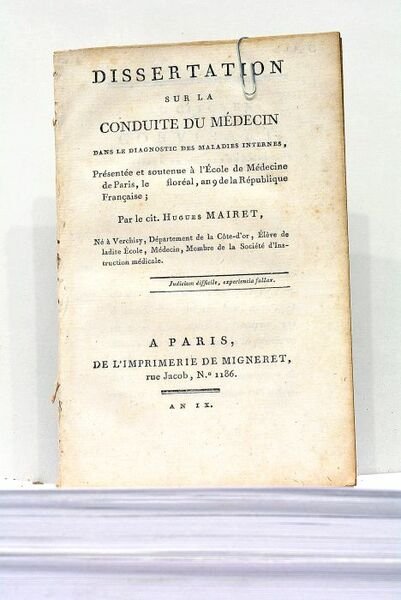 DISSERTATION
SUR LA
CONDUITE DU MÉDECIN
DANS LE DIAGNOSTIC DES MALADIES INTERNES,
Présentée et soutenue à l'École de Médecine
de Paris, le floréal, an 9 de la République
Française;
Par le cit. HUGUES MAIRET,
Né à Verchisy, Département de la Côte-d'or, Élève de
ladite École, Médecin, Membre de la Société d'Ins-
truction médicale.
Judicium difficile, experientia fallax.
A PARIS,
DE L'IMPRIMERIE DE MIGNERET,
rue Jacob, N.º 1186.
AN IX.